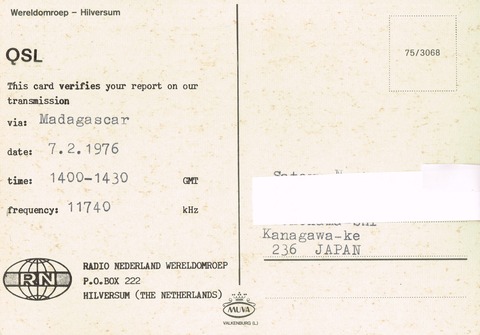 Wereldomroep – Hilversum
QSL
This card verifies your report on our
transmission
via: Madagascar
date: 7.2.1976
time: 1400-1430 GMT
frequency: 11740 kHz
RN
RADIO NEDERLAND WERELDOMROEP
P.O.BOX 222
HILVERSUM (THE NETHERLANDS)
75/3068
Kanagawa-ke
236 JAPAN
MUVA
VALKENBURG (L.)